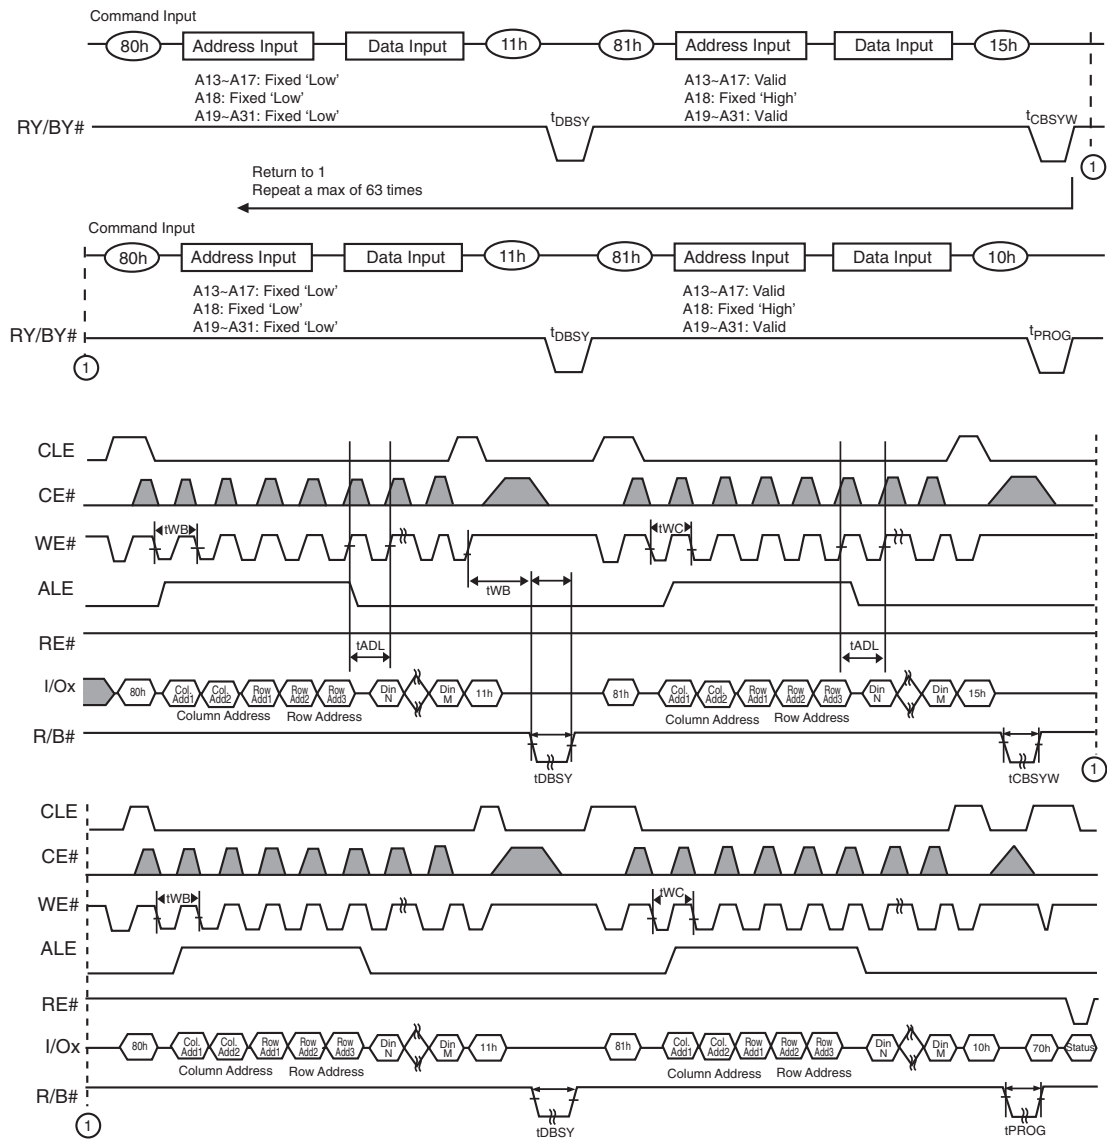 Command Input
80h Address Input Data Input 11h 81h Address Input Data Input 15h
A13~A17: Fixed ‘Low’ A13~A17: Valid
A18: Fixed ‘Low’ A18: Fixed ‘High’
A19~A31: Fixed ‘Low’ A19~A31: Valid
RY/BY# tDBSY tCBSYW
1
Return to 1
Repeat a max of 63 times
Command Input
80h Address Input Data Input 11h 81h Address Input Data Input 10h
A13~A17: Fixed ‘Low’ A13~A17: Valid
A18: Fixed ‘Low’ A18: Fixed ‘High’
A19~A31: Fixed ‘Low’ A19~A31: Valid
RY/BY# tDBSY tPROG
1
CLE
CE#
WE# tWB tWC
ALE tWB
RE# tADL tADL
I/Ox 80h Col. Add1 Col. Add2 Row Add1 Row Add2 Row Add3 Din N Din M 11h 81h Col. Add1 Col. Add2 Row Add1 Row Add2 Row Add3 Din N Din M 15h
Column Address Row Address Column Address Row Address
R/B#
tDBSY tCBSYW 1
CLE
CE#
WE# tWB tWC
ALE
RE#
I/Ox 80h Col. Add1 Col. Add2 Row Add1 Row Add2 Row Add3 Din N Din M 11h 81h Col. Add1 Col. Add2 Row Add1 Row Add2 Row Add3 Din N Din M 10h 70h Status
Column Address Row Address Column Address Row Address
R/B#
1 tDBSY tPROG